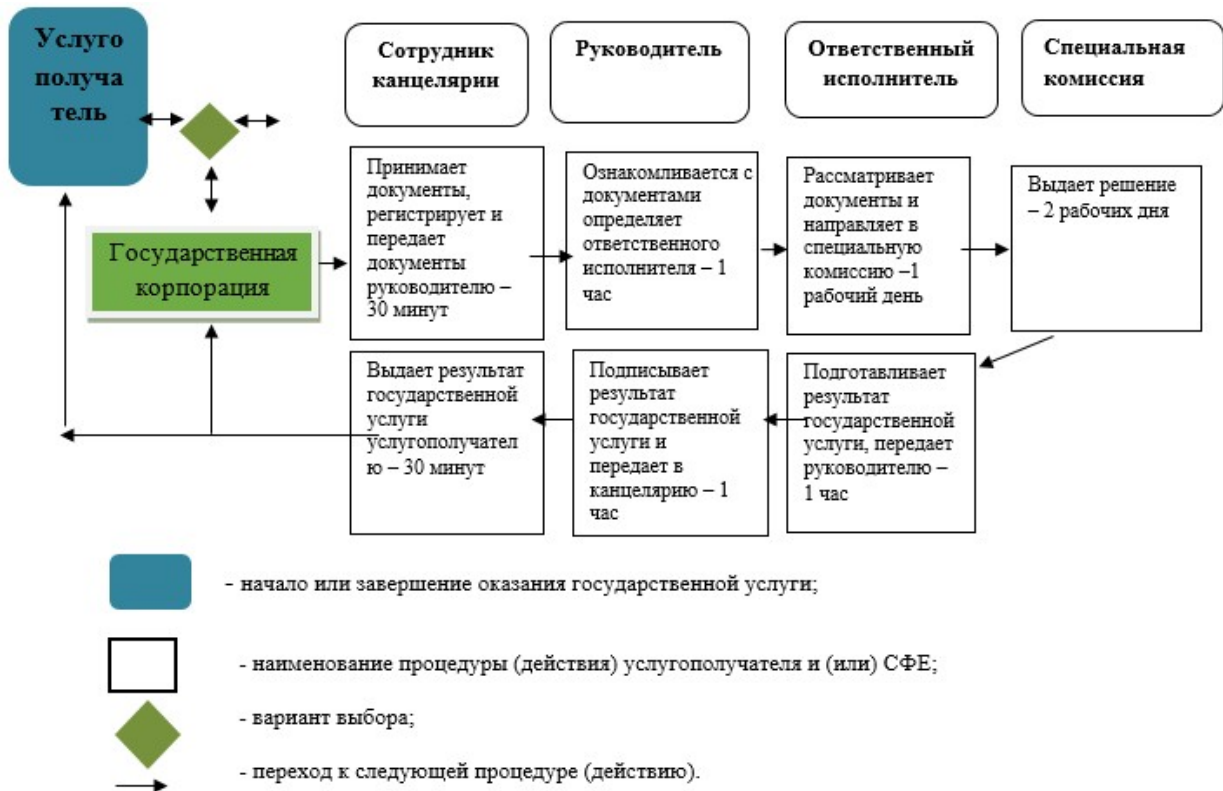 Услуго
получа
тель
Сотрудник
канцелярии
Руководитель
Ответственный
исполнитель
Специальная
комиссия
Государственная
корпорация
Принимает
документы,
регистрирует и
передает
документы
руководителю –
30 минут
Ознакомливается с
документами
определяет
ответственного
исполнителя – 1
час
Рассматривает
документы и
направляет в
специальную
комиссию –1
рабочий день
Выдает решение
– 2 рабочих дня
Выдает результат
государственной
услуги
услугополучател
ю – 30 минут
Подписывает
результат
государственной
услуги и
передает в
канцелярию – 1
час
Подготавливает
результат
государственной
услуги, передает
руководителю –
1 час
- начало или завершение оказания государственной услуги;
- наименование процедуры (действия) услугополучателя и (или) СФЕ;
- вариант выбора;
- переход к следующей процедуре (действию).